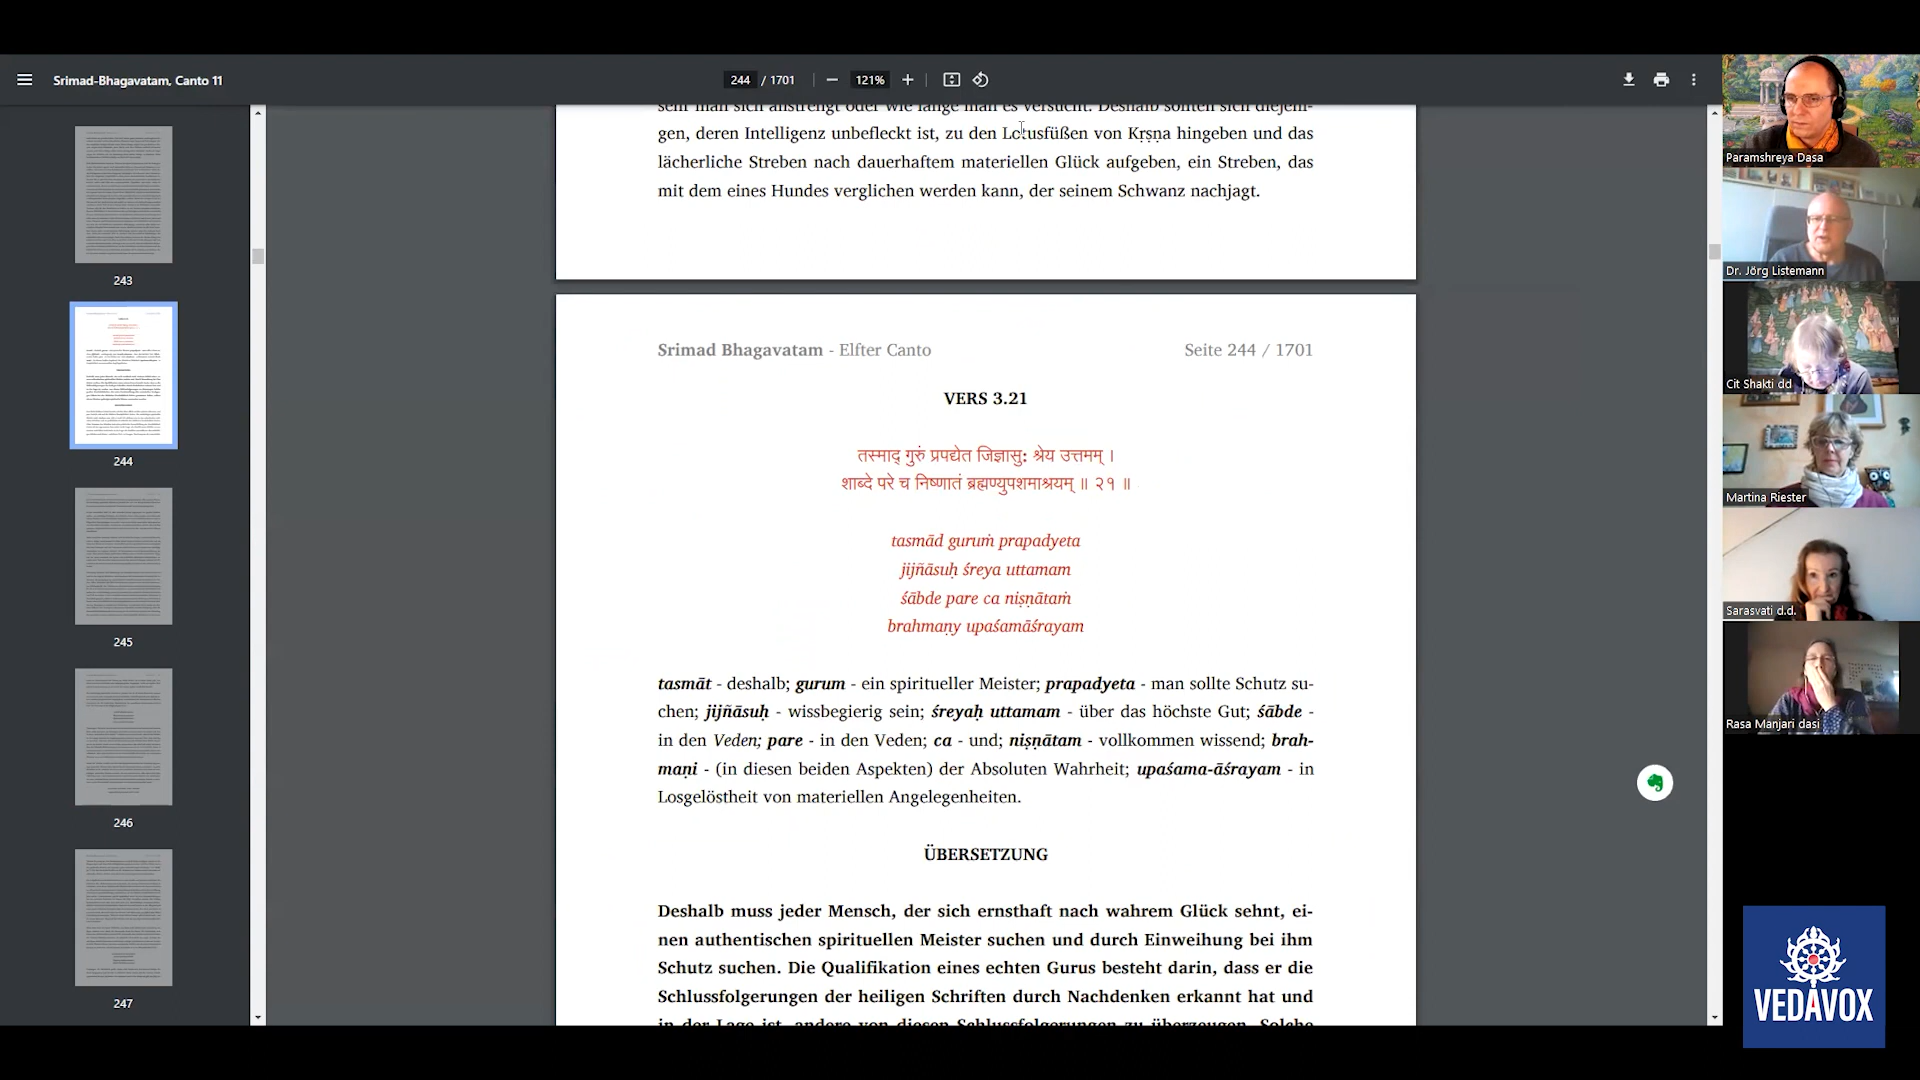 Srimad-Bhagavatam, Canto 11
244 / 1701
121%
sehr man sich anstrengt oder wie lange man es versucht. Deshalb sollten sich diejeni-
gen, deren Intelligenz unbefleckt ist, zu den Lotusfüßen von Kṛṣṇa hingeben und das
lächerliche Streben nach dauerhaftem materiellen Glück aufgeben, ein Streben, das
mit dem eines Hundes verglichen werden kann, der seinem Schwanz nachjagt.
Srimad Bhagavatam - Elfter Canto
Seite 244 / 1701
VERS 3.21
तस्माद् गुरुं प्रपद्येत जिज्ञासु: श्रेय उत्तमम् ।
शाब्दे परे च निष्णातं ब्रह्मण्युपशमाश्रयम् ॥ २१ ॥
tasmād guruṁ prapadyeta
jijñāsuḥ śreya uttamam
śābde pare ca niṣṇātaṁ
brahmaṇy upaśamāśrayam
tasmāt - deshalb; gurum - ein spiritueller Meister; prapadyeta - man sollte Schutz su-
chen; jijñāsuḥ - wissbegierig sein; śreyaḥ uttamam - über das höchste Gut; śābde -
in den Veden; pare - in den Veden; ca - und; niṣṇātam - vollkommen wissend; brah-
maṇi - (in diesen beiden Aspekten) der Absoluten Wahrheit; upaśama-āśrayam - in
Losgelöstheit von materiellen Angelegenheiten.
ÜBERSETZUNG
Deshalb muss jeder Mensch, der sich ernsthaft nach wahrem Glück sehnt, ei-
nen authentischen spirituellen Meister suchen und durch Einweihung bei ihm
Schutz suchen. Die Qualifikation eines echten Gurus besteht darin, dass er die
Schlussfolgerungen der heiligen Schriften durch Nachdenken erkannt hat und
in der Lage ist, andere von diesen Schlussfolgerungen zu überzeugen. Solche
243
244
245
246
247
Paramshreya Dasa
Dr. Jörg Listemann
Cit Shakti dd
Martina Riester
Sarasvati d.d.
Rasa Manjari dasi
VEDAVOX